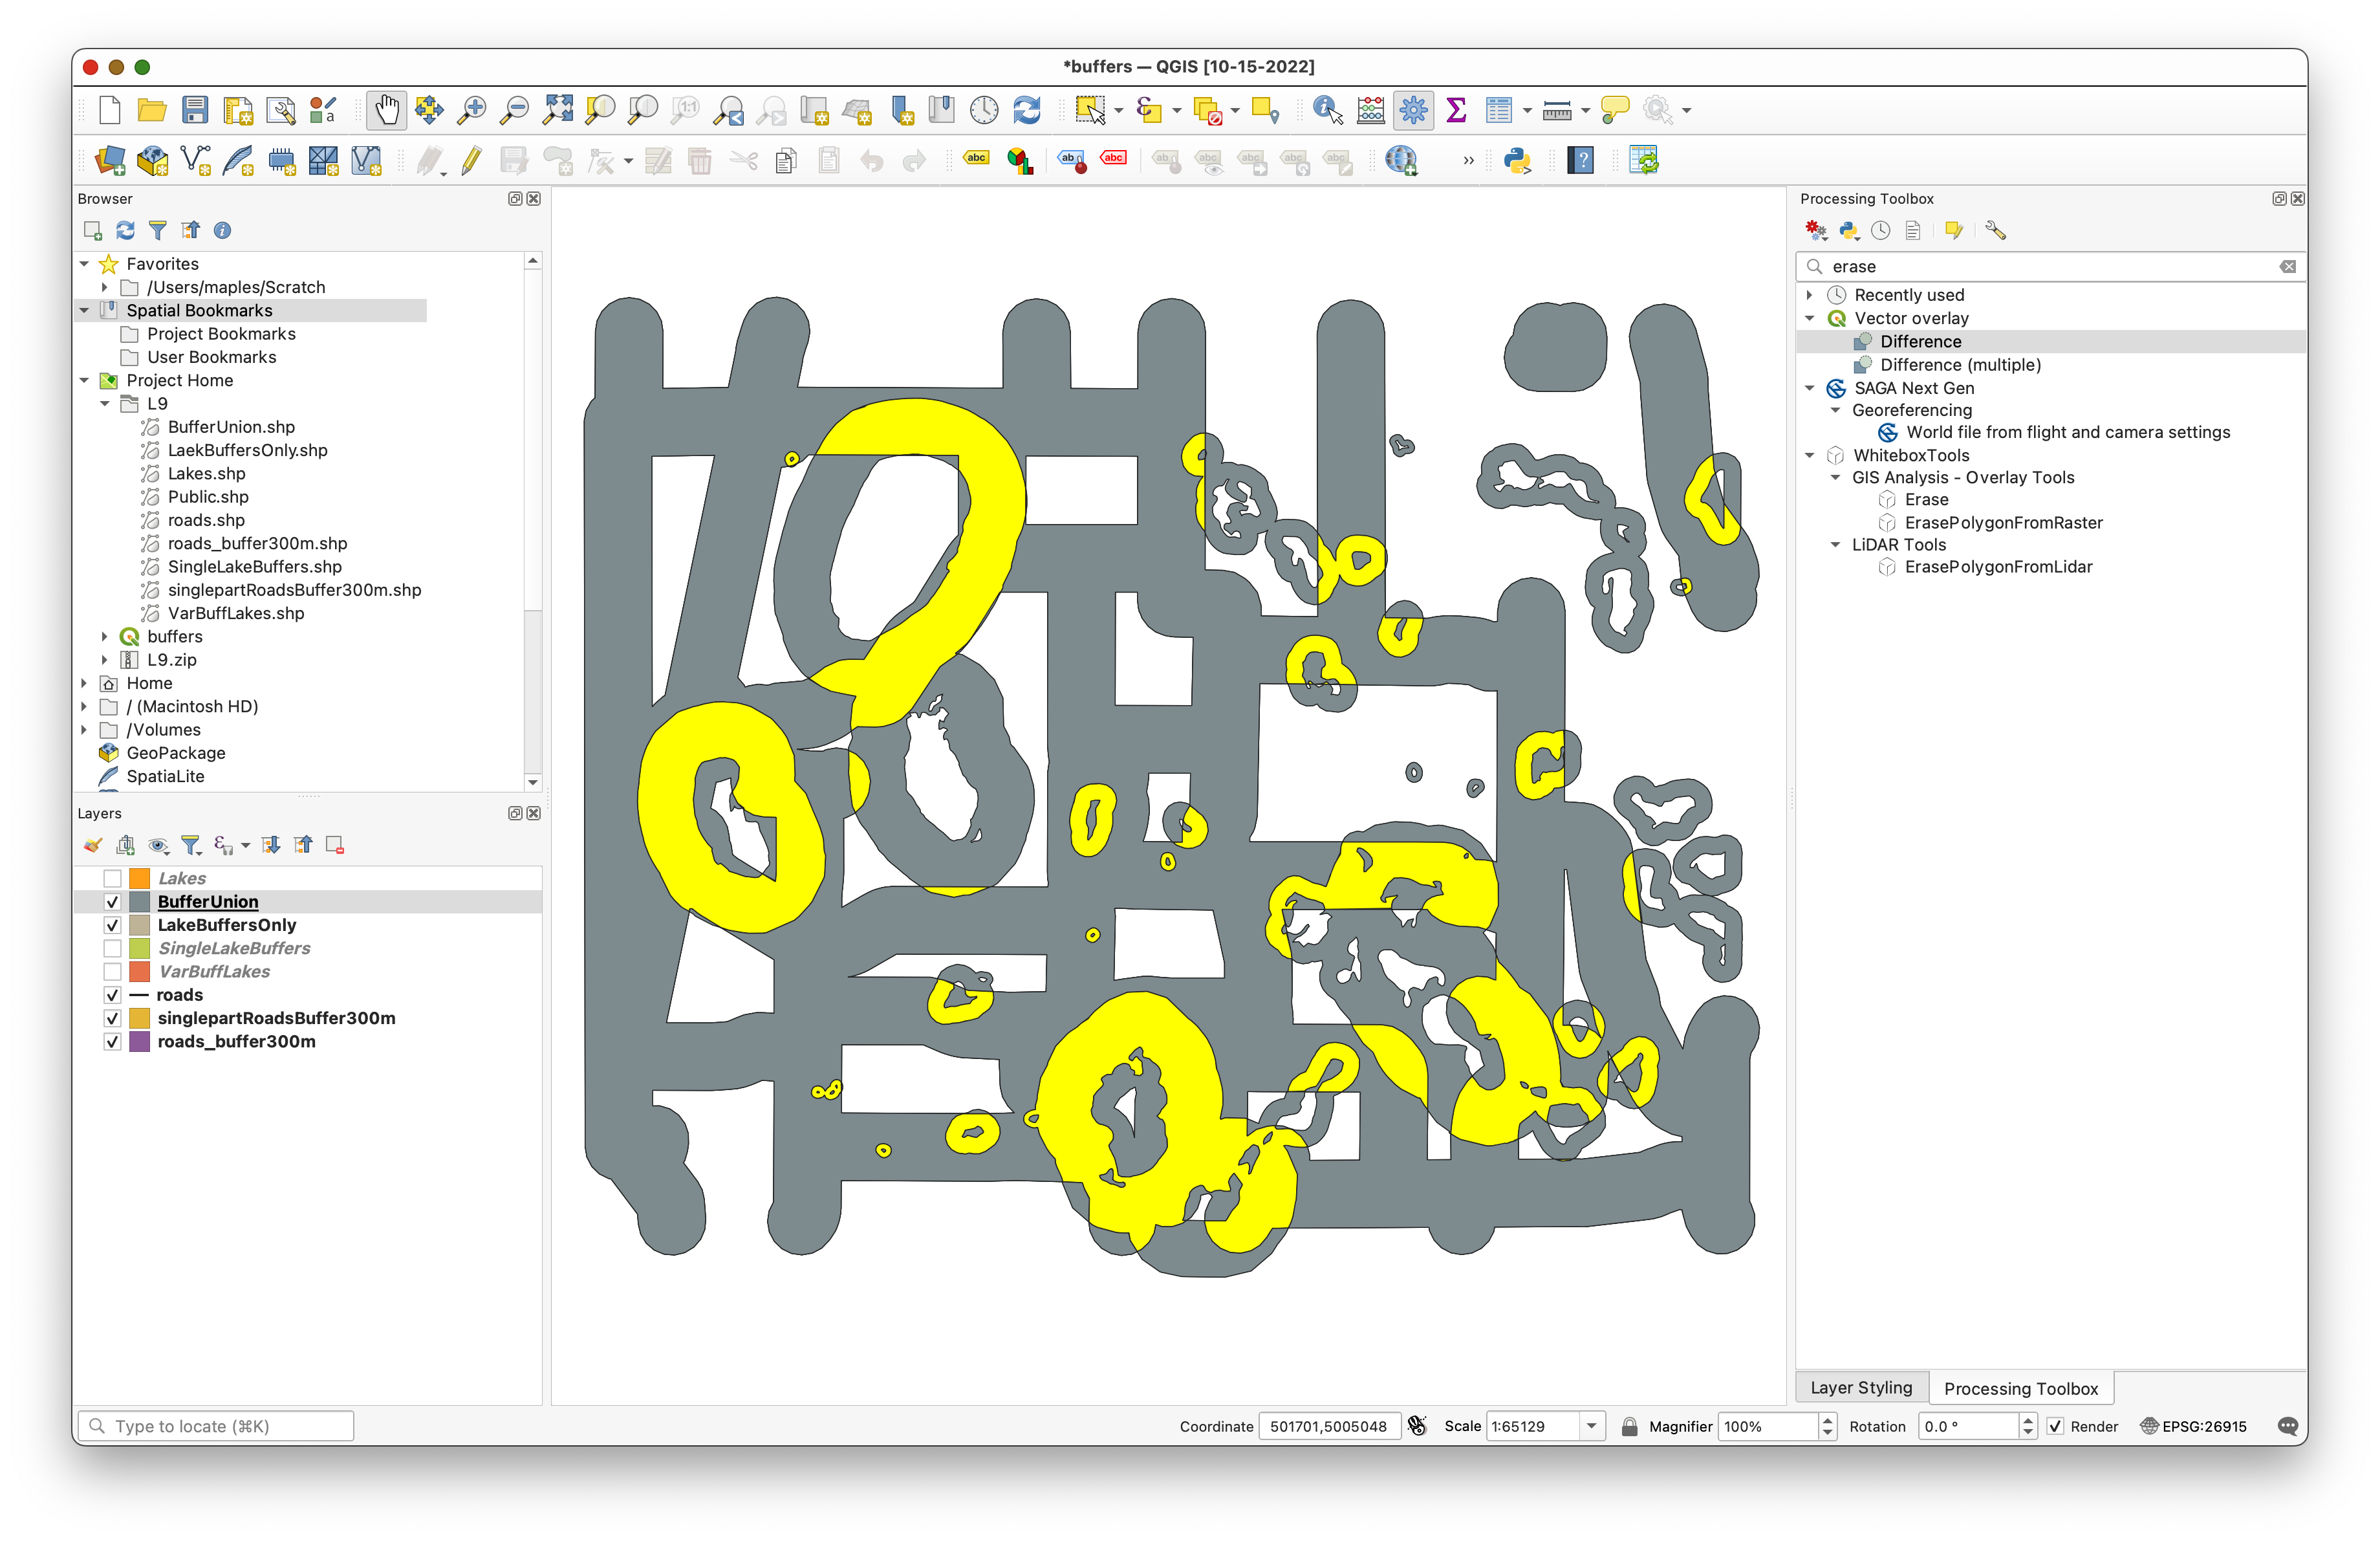 *buffers — QGIS [10-15-2022]
Browser
Favorites
/Users/maples/Scratch
Spatial Bookmarks
Project Bookmarks
User Bookmarks
Project Home
L9
BufferUnion.shp
LaekBuffersOnly.shp
Lakes.shp
Public.shp
roads.shp
roads_buffer300m.shp
SingleLakeBuffers.shp
singlepartRoadsBuffer300m.shp
VarBuffLakes.shp
buffers
L9.zip
Home
/ (Macintosh HD)
/Volumes
GeoPackage
SpatiaLite
Layers
Lakes
BufferUnion
LakeBuffersOnly
SingleLakeBuffers
VarBuffLakes
roads
singlepartRoadsBuffer300m
roads_buffer300m
Processing Toolbox
erase
Recently used
Vector overlay
Difference
Difference (multiple)
SAGA Next Gen
Georeferencing
World file from flight and camera settings
WhiteboxTools
GIS Analysis - Overlay Tools
Erase
ErasePolygonFromRaster
LiDAR Tools
ErasePolygonFromLidar
Layer Styling
Processing Toolbox
Type to locate (⌘K)
Coordinate 501701,5005048 Scale 1:65129 Magnifier 100% Rotation 0.0 ° Render EPSG:26915